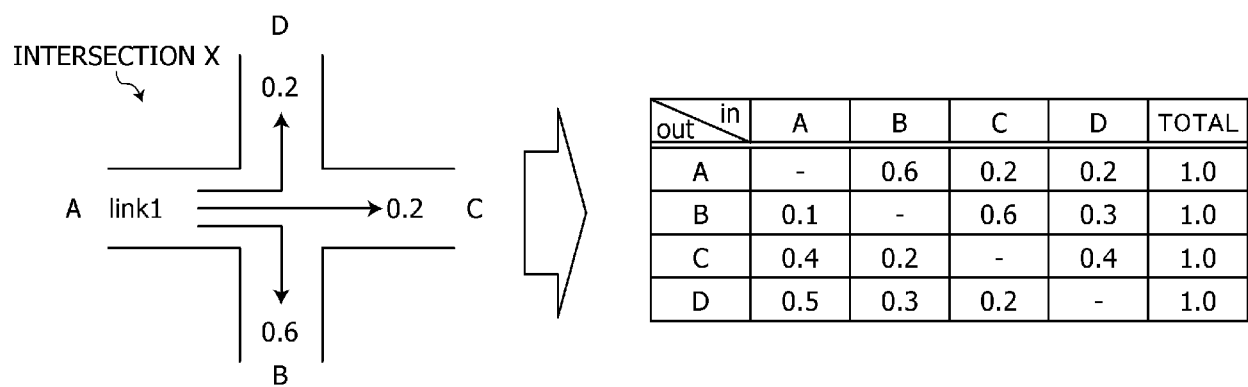 D
INTERSECTION X
0.2
A link1 0.2 C
0.6
B
out in A B C D TOTAL
A - 0.6 0.2 0.2 1.0
B 0.1 - 0.6 0.3 1.0
C 0.4 0.2 - 0.4 1.0
D 0.5 0.3 0.2 - 1.0